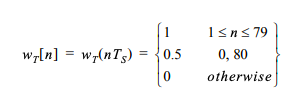 1 1 ≤ n ≤ 79
w_T[n] = w_T(nT_S) = { 0.5 0, 80 }
0 otherwise